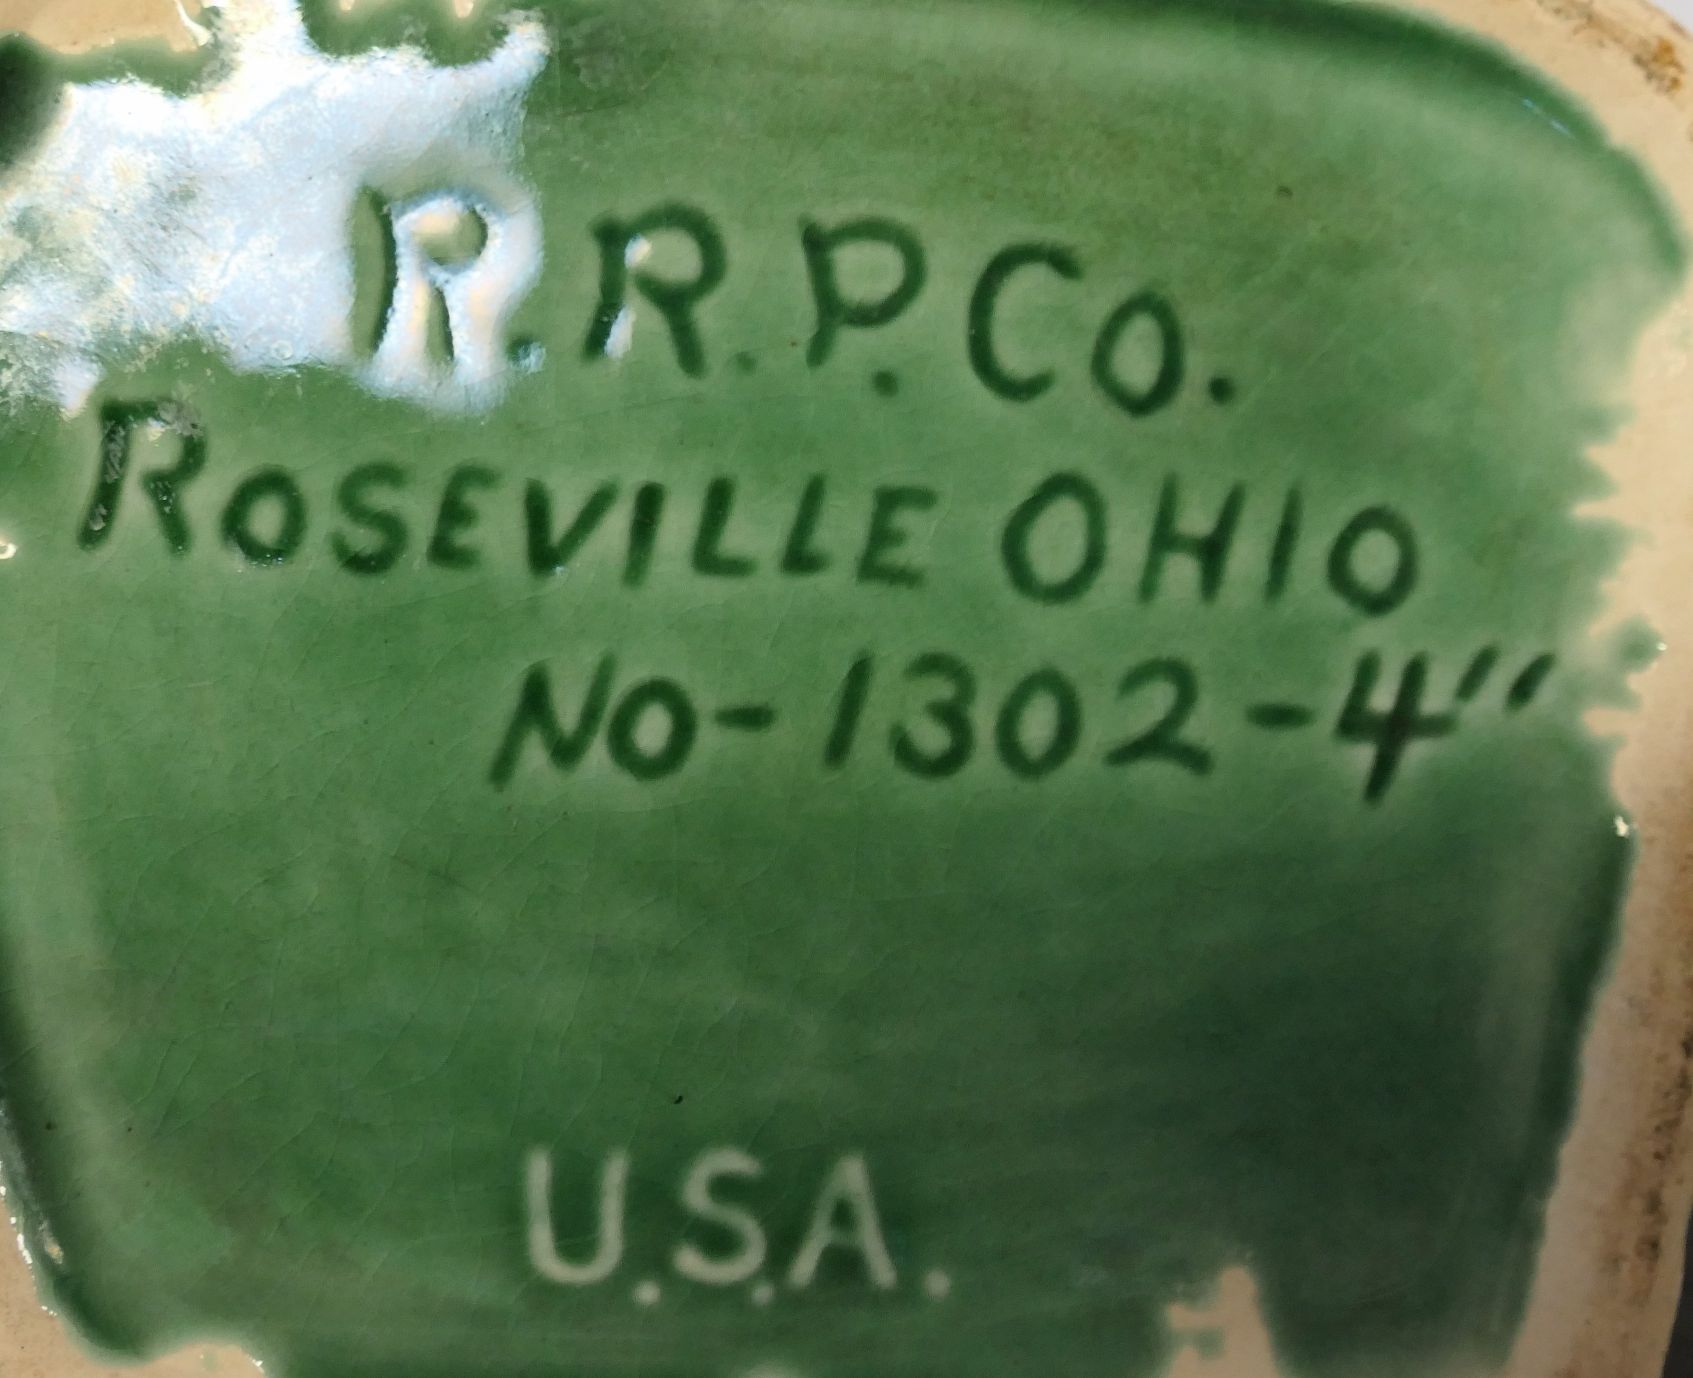 R.R.P.CO.
ROSEVILLE OHIO
NO-1302-4"
U.S.A.